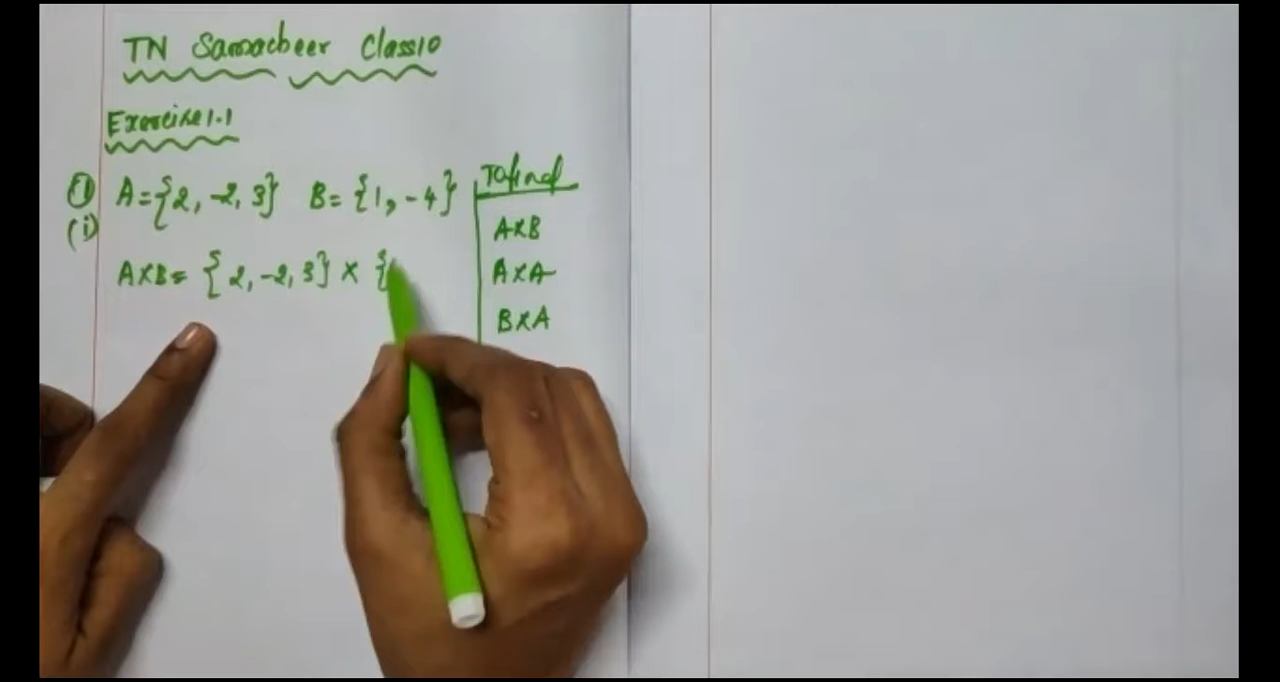 TN Samacheer Class10
Exercise 1.1
① A={2, -2, 3} B= {1, -4}
(i)
A×B= {2, -2, 3} × {
To find
A×B
A×A
B×A